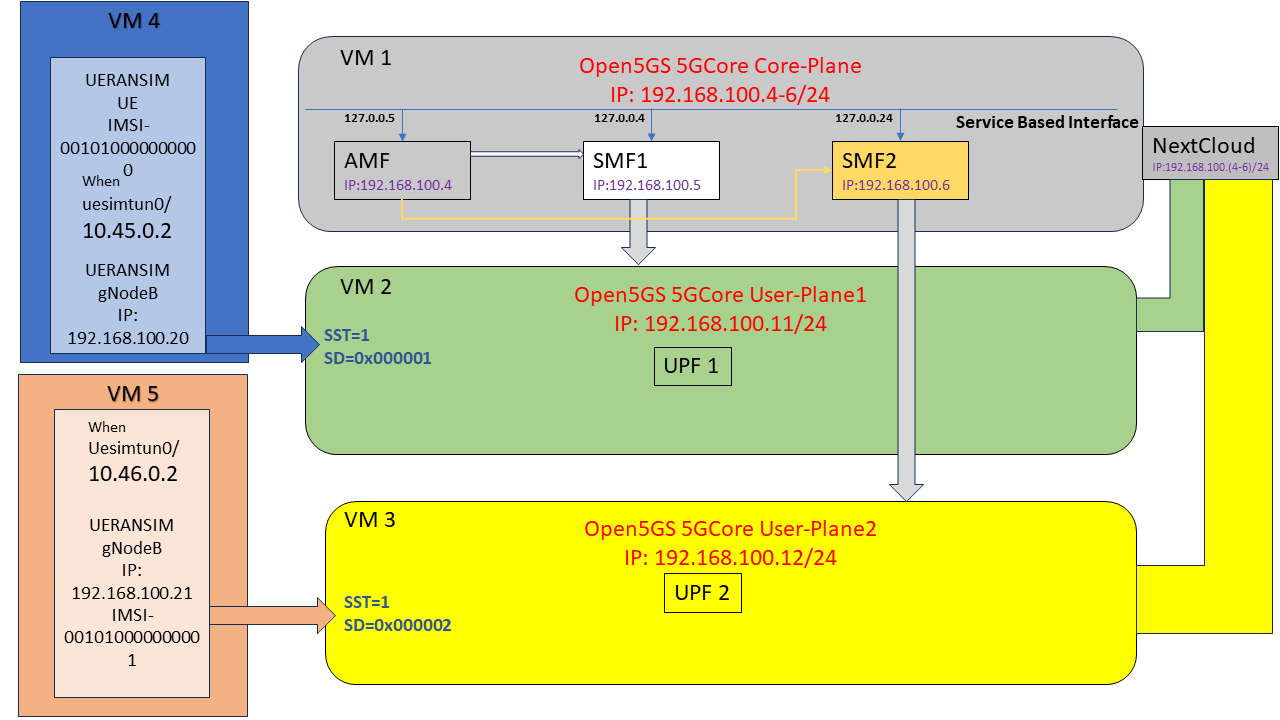 VM 4
UERANSIM
UE
IMSI-
00101000000000
0
When
uesimtun0/
10.45.0.2
UERANSIM
gNodeB
IP:
192.168.100.20
VM 5
When
Uesimtun0/
10.46.0.2
UERANSIM
gNodeB
IP:
192.168.100.21
IMSI-
00101000000000
1
VM 1
Open5GS 5GCore Core-Plane
IP: 192.168.100.4-6/24
127.0.0.5
127.0.0.4
127.0.0.24
Service Based Interface
AMF
IP:192.168.100.4
SMF1
IP:192.168.100.5
SMF2
IP:192.168.100.6
NextCloud
IP:192.168.100.(4-6)/24
VM 2
Open5GS 5GCore User-Plane1
IP: 192.168.100.11/24
SST=1
SD=0x000001
UPF 1
VM 3
Open5GS 5GCore User-Plane2
IP: 192.168.100.12/24
UPF 2
SST=1
SD=0x000002